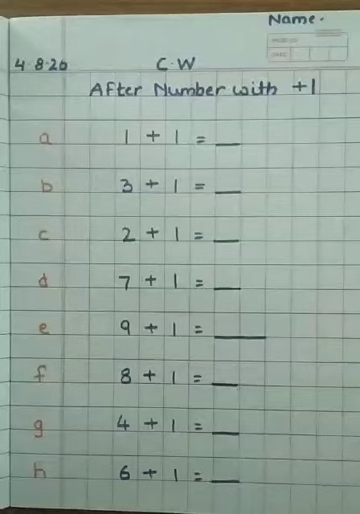 Name.
4 8.20 C.W
After Number with +1
a 1 + 1 = __
b 3 + 1 = __
c 2 + 1 = __
d 7 + 1 = __
e 9 + 1 = ____
f 8 + 1 = __
g 4 + 1 = __
h 6 + 1 = __